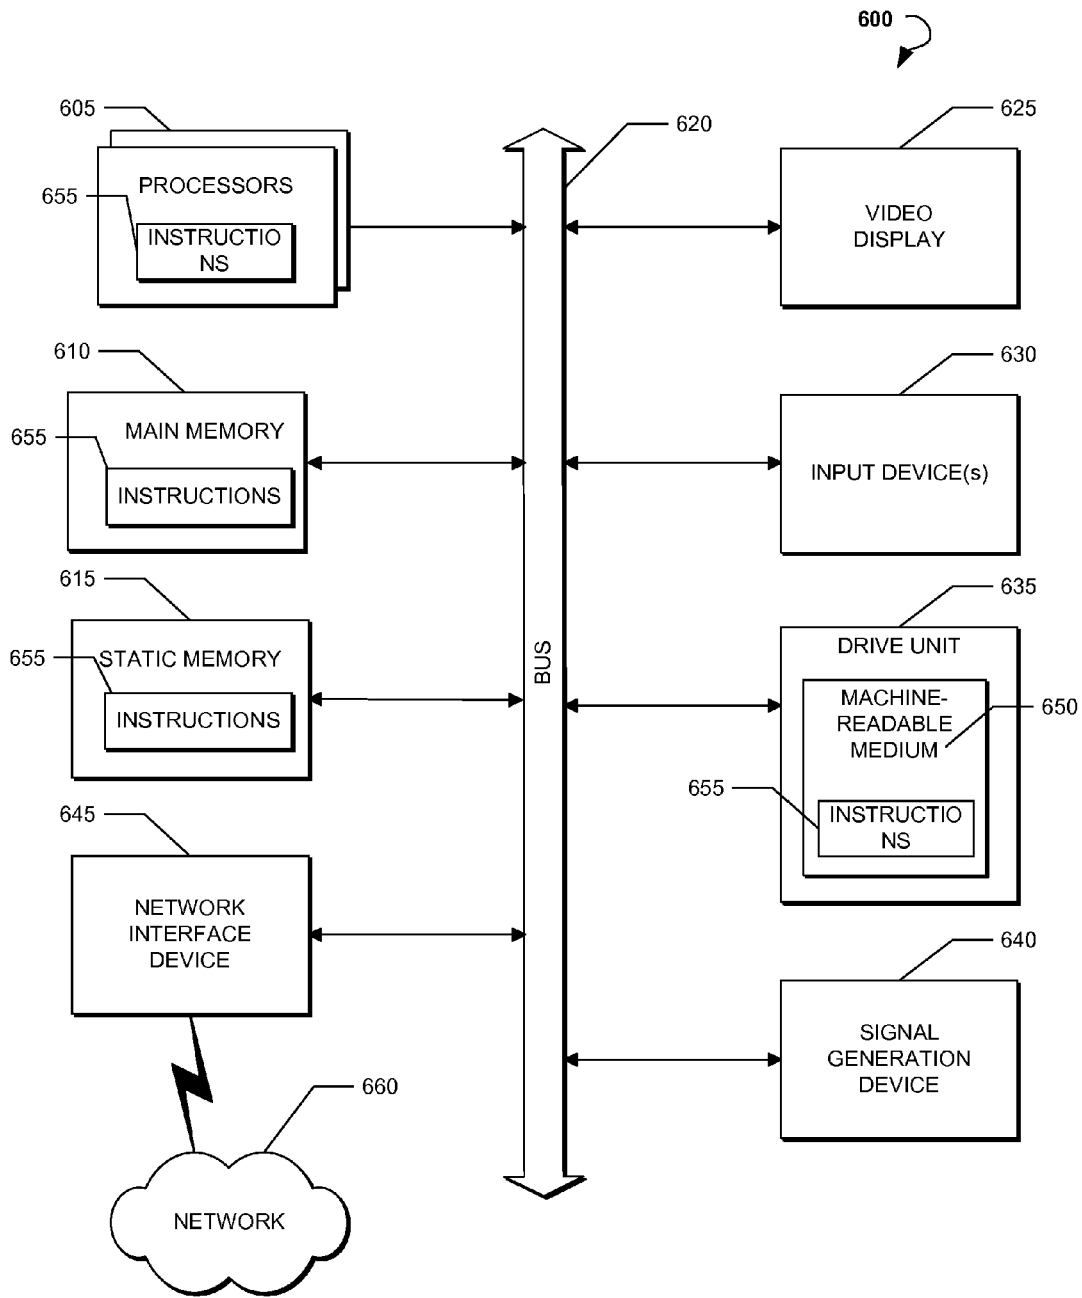 600
605
620
625
PROCESSORS
655
INSTRUCTIO
NS
VIDEO
DISPLAY
610
630
MAIN MEMORY
655
INSTRUCTIONS
INPUT DEVICE(s)
615
635
STATIC MEMORY
655
INSTRUCTIONS
BUS
DRIVE UNIT
MACHINE-
READABLE
MEDIUM
650
655
INSTRUCTIO
NS
645
NETWORK
INTERFACE
DEVICE
640
SIGNAL
GENERATION
DEVICE
660
NETWORK